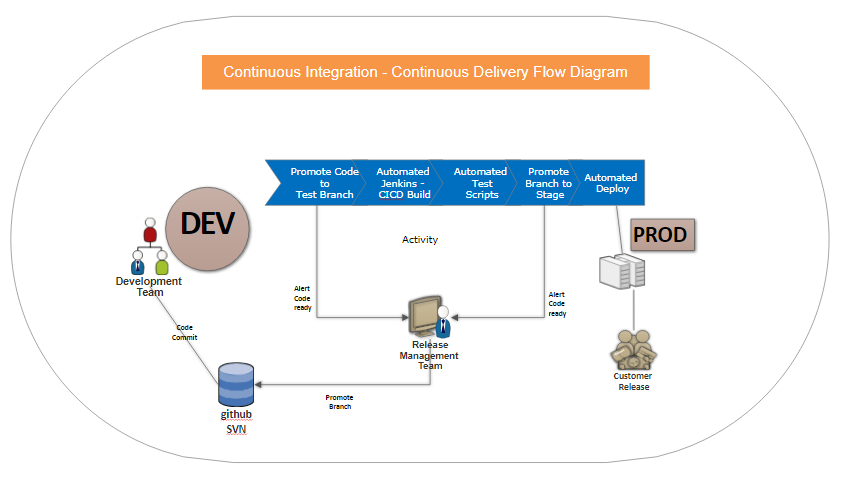 Continuous Integration - Continuous Delivery Flow Diagram
Promote Code
to
Test Branch
Automated
Jenkins -
CICD Build
Automated
Test
Scripts
Promote
Branch to
Stage
Automated
Deploy
DEV
Development
Team
Activity
PROD
Alert
Code
ready
Alert
Code
ready
Code
Commit
Release
Management
Team
Customer
Release
Promote
Branch
github
SVN